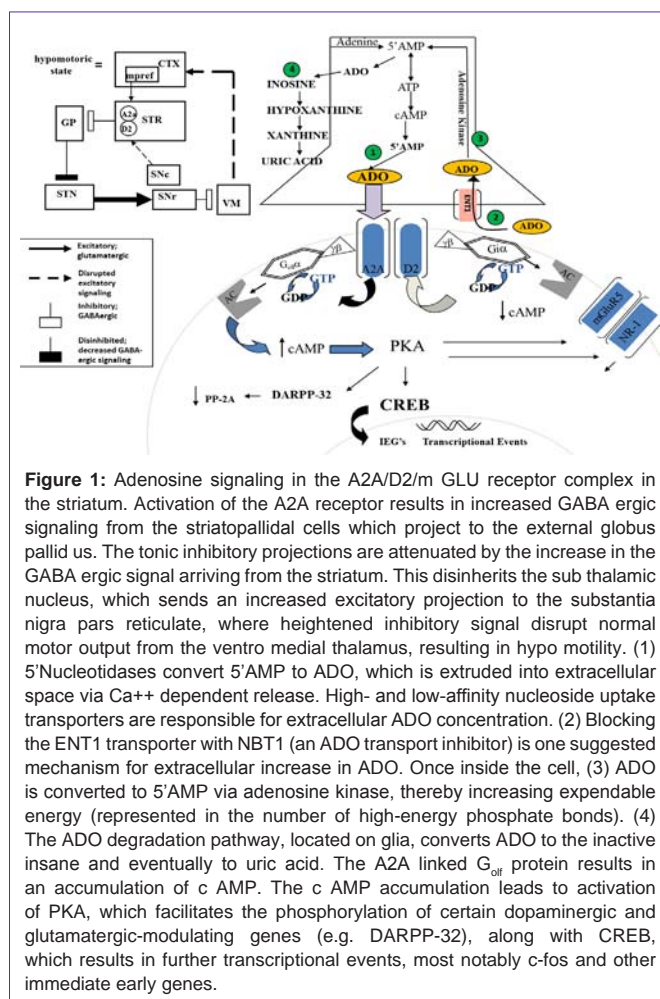 hypomotoric state =
CTX
mpref
GP
STR
A2a
D2
SNc
STN
SNr
VM
Excitatory; glutamatergic
Disrupted excitatory signaling
Inhibitory; GABAergic
Disinhibited; decreased GABA-ergic signaling
Adenine
5'AMP
4
ADO
INOSINE
HYPOXANTHINE
XANTHINE
URIC ACID
ATP
cAMP
5'AMP
1
ADO
Adenosine Kinase
3
ADO
ENT1
2
ADO
γβ
Golfα
GTP
GDP
A2A
D2
γβ
Giα
GTP
GDP
AC
AC
↑ cAMP
PKA
↓ cAMP
mGluR5
NR-1
↓ PP-2A
DARPP-32
CREB
IEG's
Transcriptional Events
Figure 1: Adenosine signaling in the A2A/D2/m GLU receptor complex in
the striatum. Activation of the A2A receptor results in increased GABA ergic
signaling from the striatopallidal cells which project to the external globus
pallid us. The tonic inhibitory projections are attenuated by the increase in the
GABA ergic signal arriving from the striatum. This disinherits the sub thalamic
nucleus, which sends an increased excitatory projection to the substantia
nigra pars reticulate, where heightened inhibitory signal disrupt normal
motor output from the ventro medial thalamus, resulting in hypo motility. (1)
5'Nucleotidases convert 5'AMP to ADO, which is extruded into extracellular
space via Ca++ dependent release. High- and low-affinity nucleoside uptake
transporters are responsible for extracellular ADO concentration. (2) Blocking
the ENT1 transporter with NBT1 (an ADO transport inhibitor) is one suggested
mechanism for extracellular increase in ADO. Once inside the cell, (3) ADO
is converted to 5'AMP via adenosine kinase, thereby increasing expendable
energy (represented in the number of high-energy phosphate bonds). (4)
The ADO degradation pathway, located on glia, converts ADO to the inactive
insane and eventually to uric acid. The A2A linked Golf protein results in
an accumulation of c AMP. The c AMP accumulation leads to activation
of PKA, which facilitates the phosphorylation of certain dopaminergic and
glutamatergic-modulating genes (e.g. DARPP-32), along with CREB,
which results in further transcriptional events, most notably c-fos and other
immediate early genes.